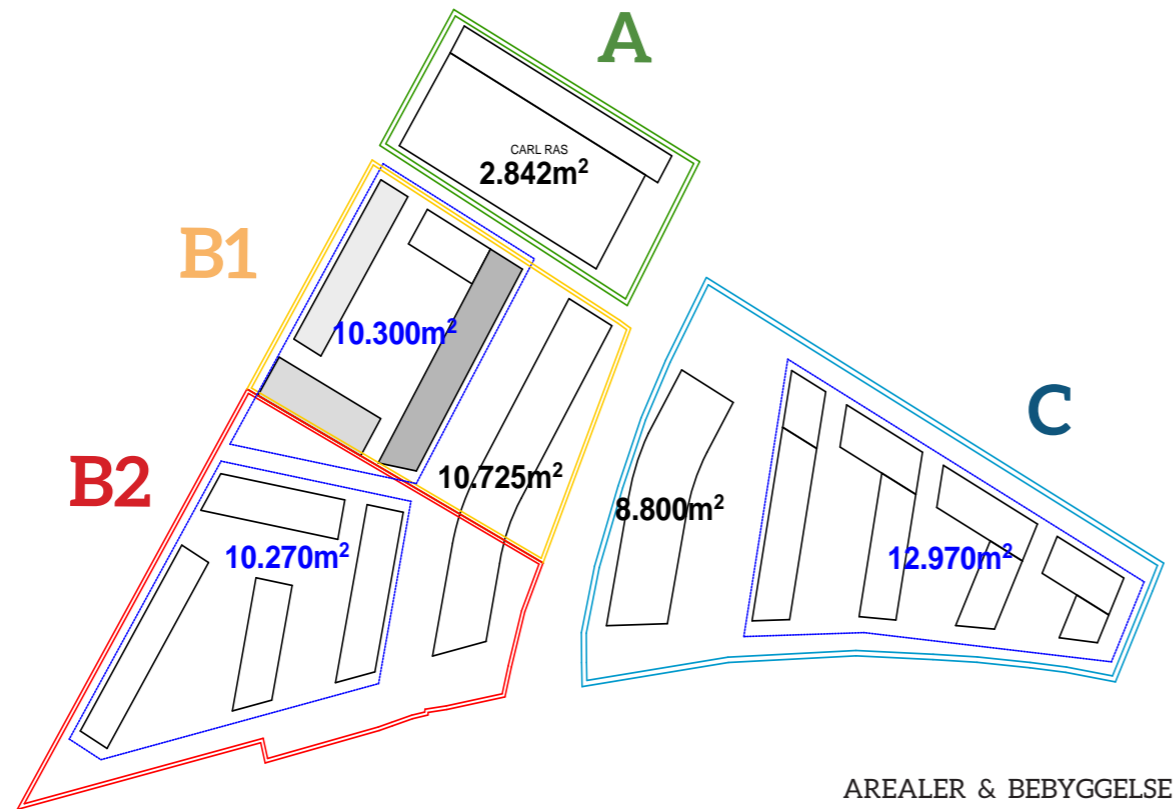 A
CARL RAS
2.842m²
B1
10.300m²
C
B2
10.725m²
8.800m²
10.270m²
12.970m²
AREALER & BEBYGGELSE